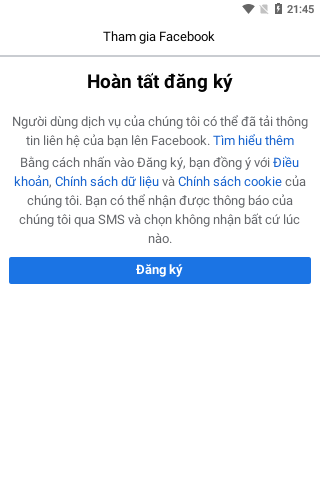 21:45
Tham gia Facebook
Hoàn tất đăng ký
Người dùng dịch vụ của chúng tôi có thể đã tải thông
tin liên hệ của bạn lên Facebook. Tìm hiểu thêm
Bằng cách nhấn vào Đăng ký, bạn đồng ý với Điều
khoản, Chính sách dữ liệu và Chính sách cookie của
chúng tôi. Bạn có thể nhận được thông báo của
chúng tôi qua SMS và chọn không nhận bất cứ lúc
nào.
Đăng ký